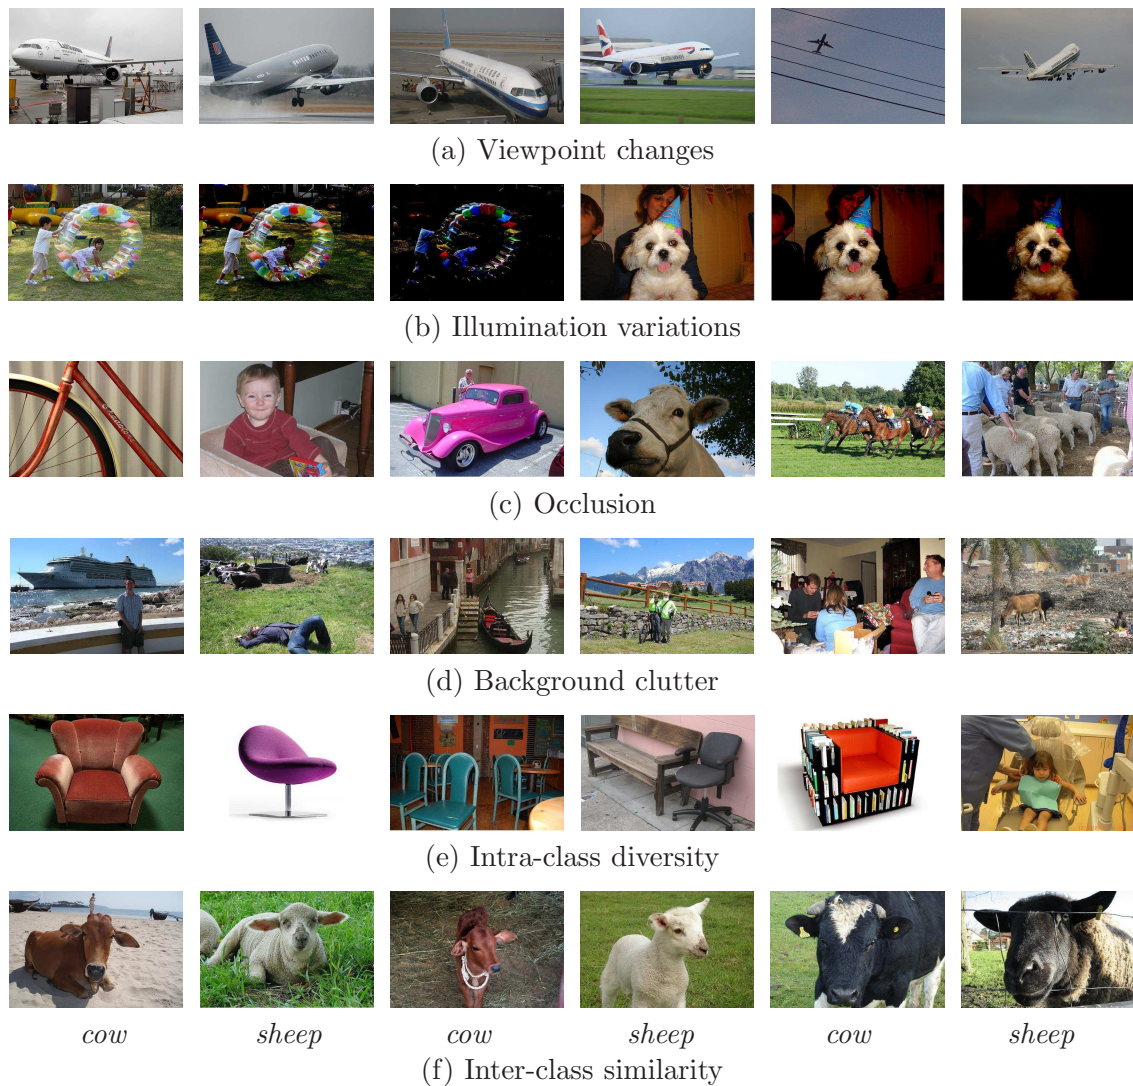 (a) Viewpoint changes
(b) Illumination variations
(c) Occlusion
(d) Background clutter
(e) Intra-class diversity
cow sheep cow sheep cow sheep
(f) Inter-class similarity